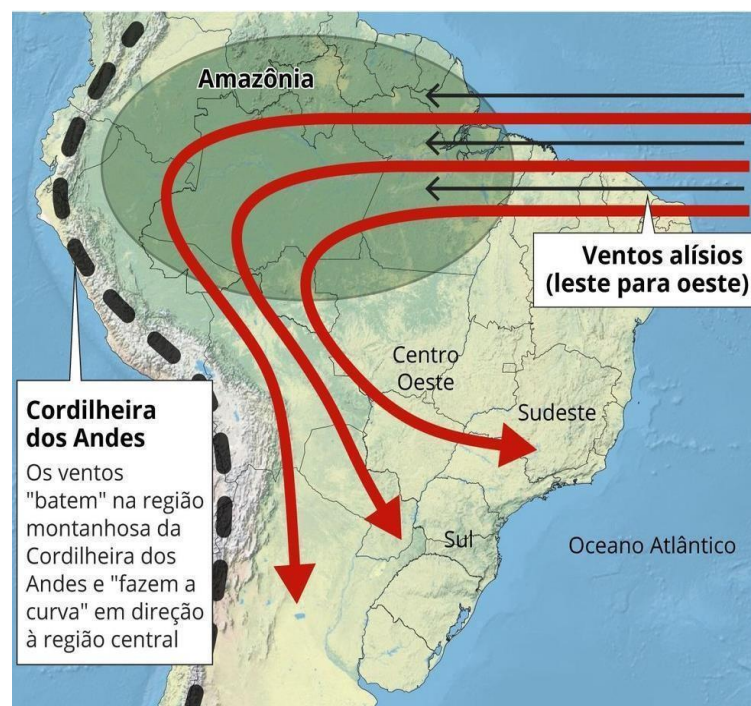 Amazônia
Ventos alísios
(leste para oeste)
Centro
Oeste
Sudeste
Cordilheira
dos Andes
Os ventos
"batem" na região
montanhosa da
Cordilheira dos
Andes e "fazem a
curva" em direção
à região central
Sul
Oceano Atlântico